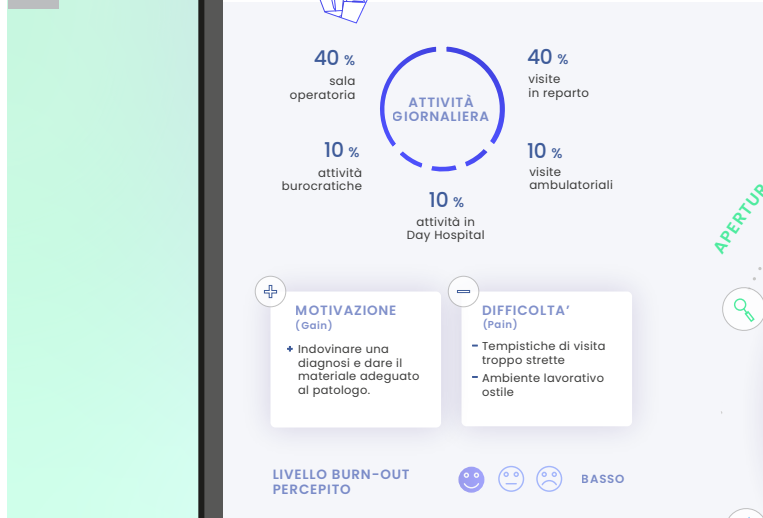 40 %
sala
operatoria
40 %
visite
in reparto
ATTIVITÀ
GIORNALIERA
10 %
attività
burocratiche
10 %
visite
ambulatoriali
10 %
attività in
Day Hospital
MOTIVAZIONE
(Gain)
+ Indovinare una
diagnosi e dare il
materiale adeguato
al patologo.
DIFFICOLTA’
(Pain)
– Tempistiche di visita
troppo strette
– Ambiente lavorativo
ostile
LIVELLO BURN-OUT
PERCEPITO
BASSO